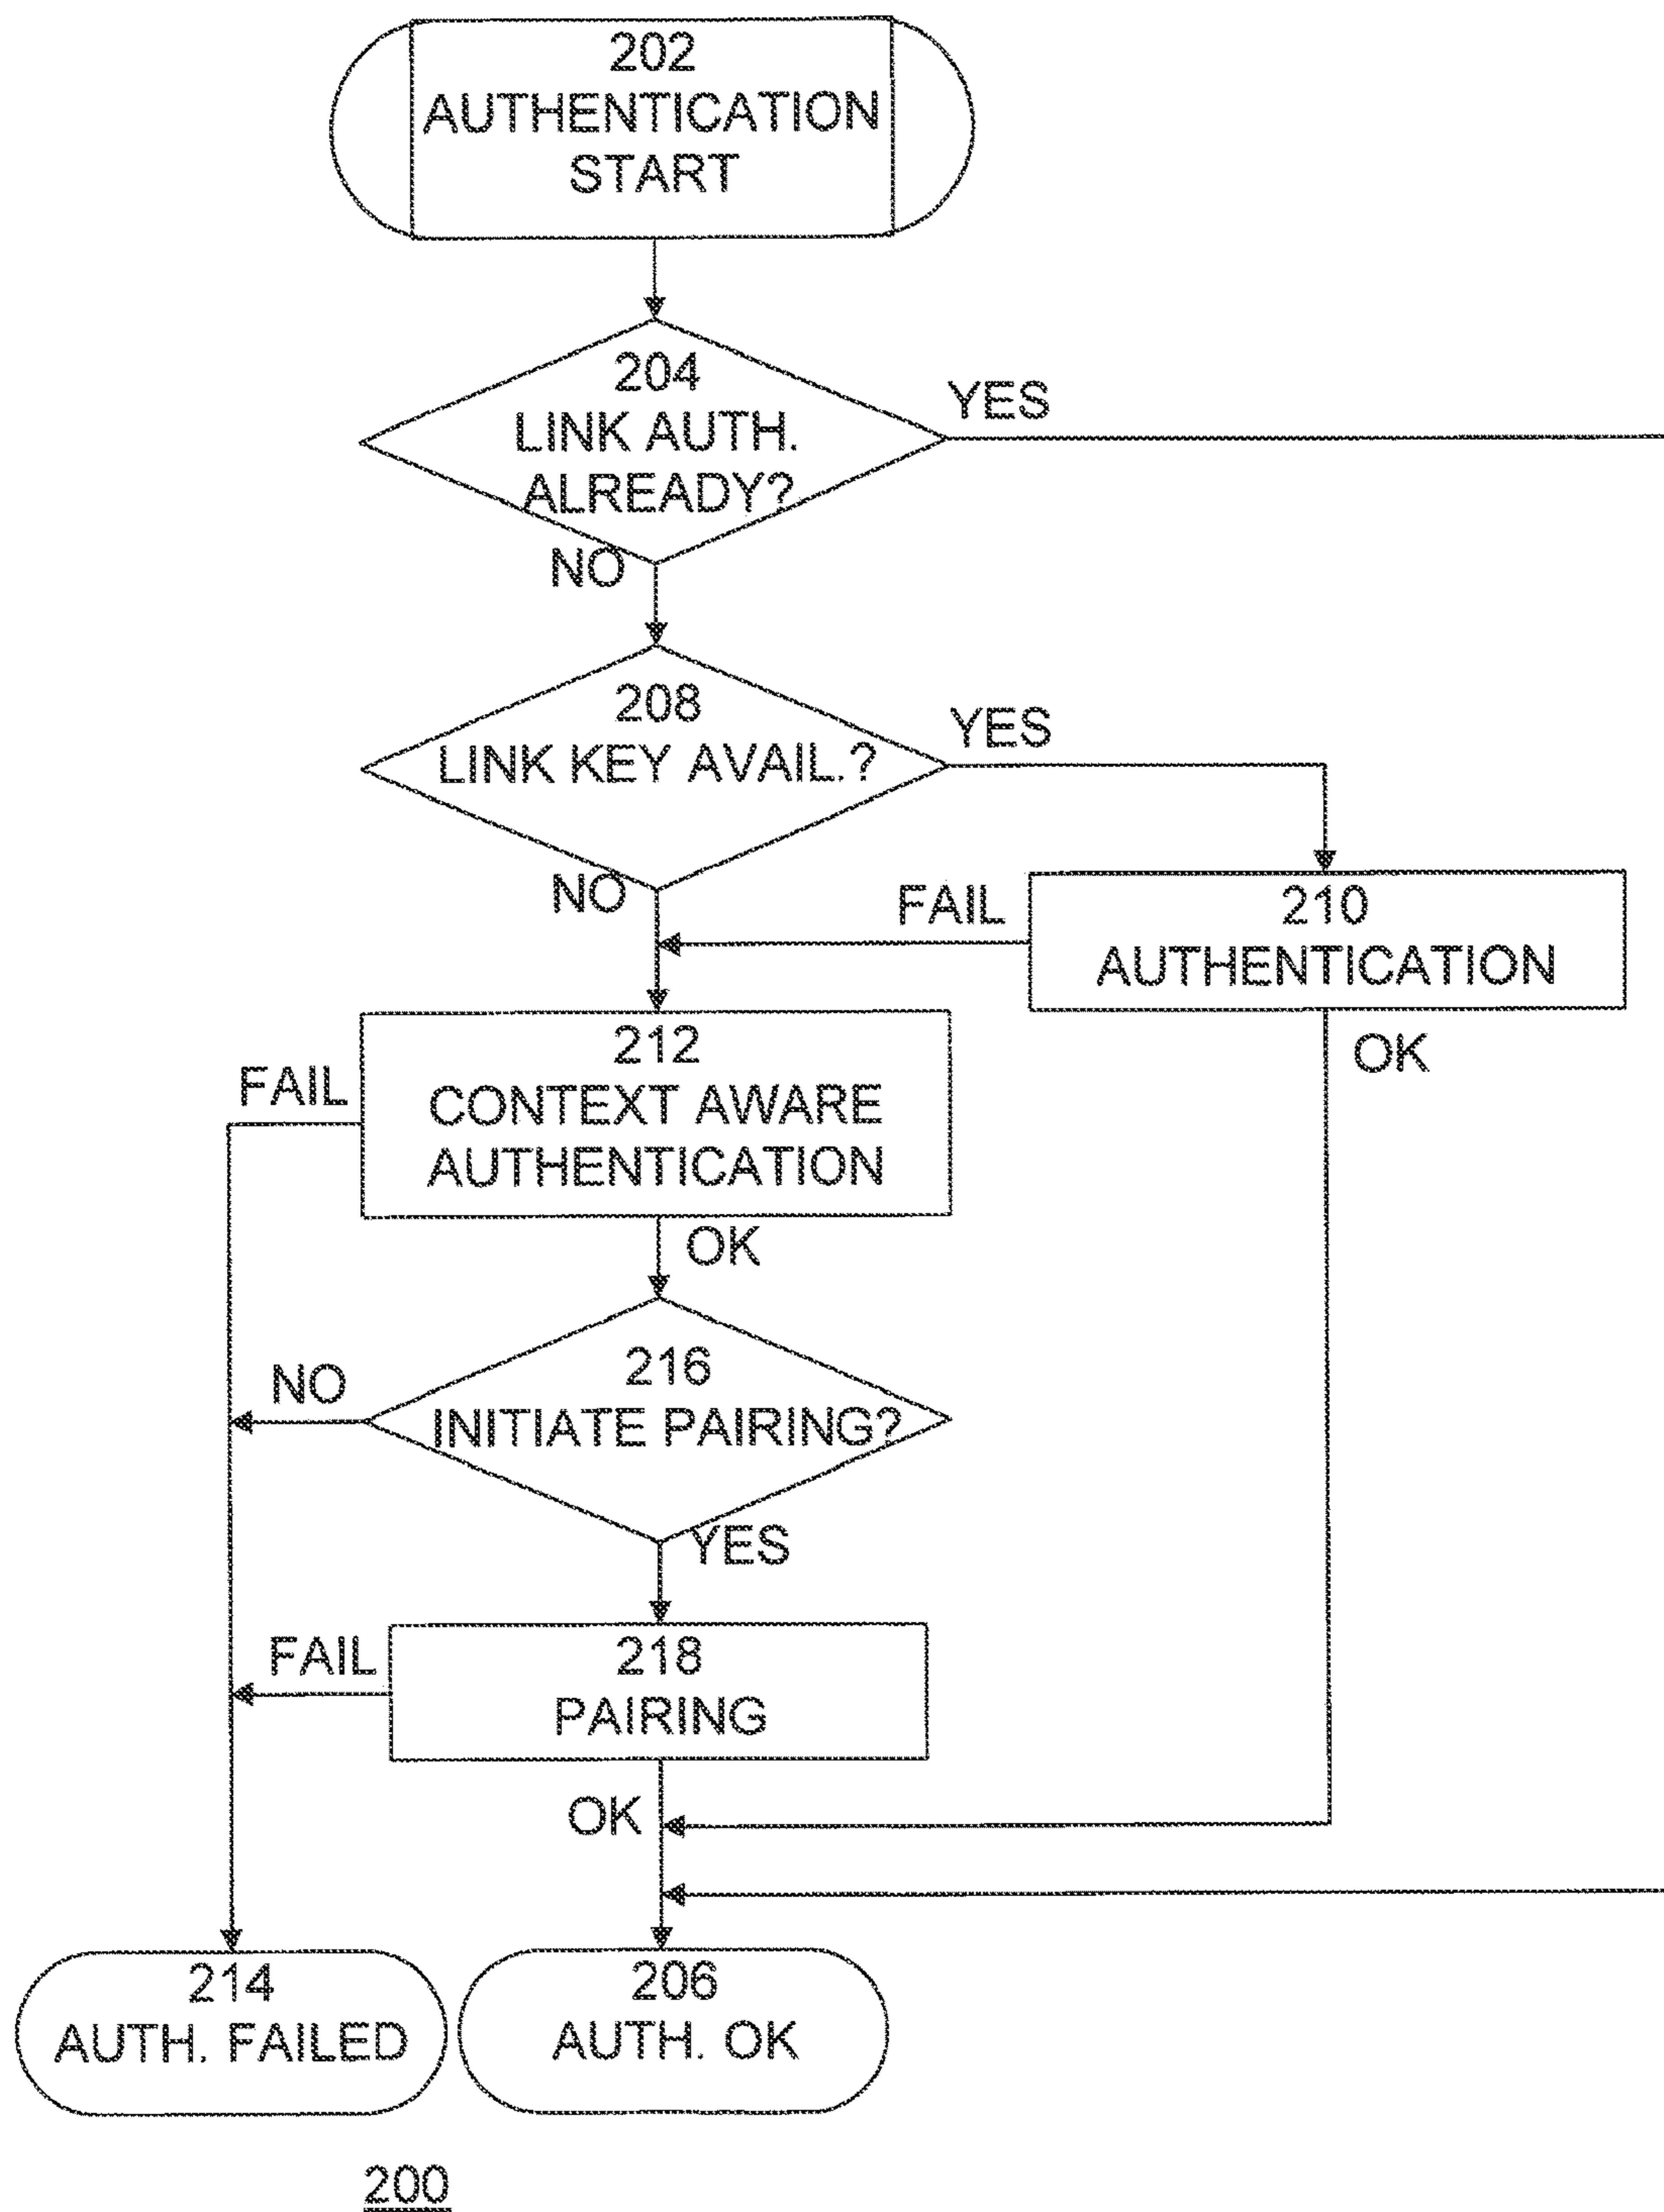 202
AUTHENTICATION
START
204
LINK AUTH.
ALREADY?
YES
NO
208
LINK KEY AVAIL.?
YES
NO
FAIL
210
AUTHENTICATION
OK
FAIL
212
CONTEXT AWARE
AUTHENTICATION
OK
NO
216
INITIATE PAIRING?
YES
FAIL
218
PAIRING
OK
214
AUTH. FAILED
206
AUTH. OK
200